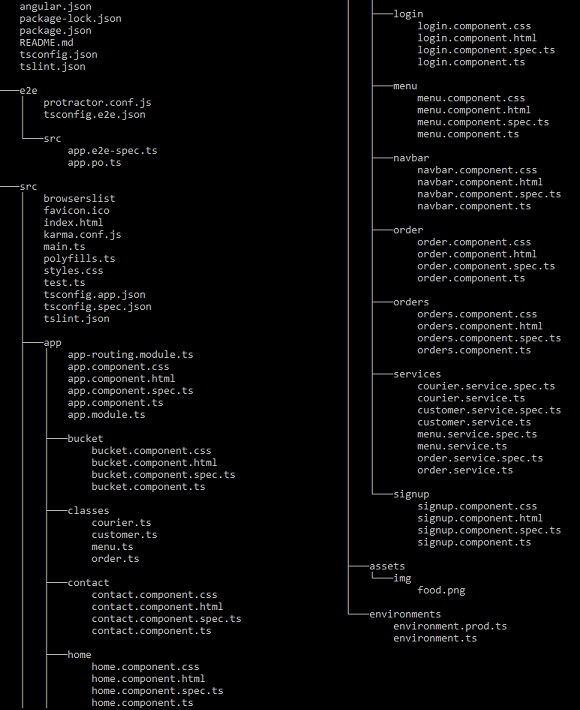 angular.json
package-lock.json
package.json
README.md
tsconfig.json
tslint.json
e2e
protractor.conf.js
tsconfig.e2e.json
src
app.e2e-spec.ts
app.po.ts
src
browserslist
favicon.ico
index.html
karma.conf.js
main.ts
polyfills.ts
styles.css
test.ts
tsconfig.app.json
tsconfig.spec.json
tslint.json
app
app-routing.module.ts
app.component.css
app.component.html
app.component.spec.ts
app.component.ts
app.module.ts
bucket
bucket.component.css
bucket.component.html
bucket.component.spec.ts
bucket.component.ts
classes
courier.ts
customer.ts
menu.ts
order.ts
contact
contact.component.css
contact.component.html
contact.component.spec.ts
contact.component.ts
home
home.component.css
home.component.html
home.component.spec.ts
home.component.ts
login
login.component.css
login.component.html
login.component.spec.ts
login.component.ts
menu
menu.component.css
menu.component.html
menu.component.spec.ts
menu.component.ts
navbar
navbar.component.css
navbar.component.html
navbar.component.spec.ts
navbar.component.ts
order
order.component.css
order.component.html
order.component.spec.ts
order.component.ts
orders
orders.component.css
orders.component.html
orders.component.spec.ts
orders.component.ts
services
courier.service.spec.ts
courier.service.ts
customer.service.spec.ts
customer.service.ts
menu.service.spec.ts
menu.service.ts
order.service.spec.ts
order.service.ts
signup
signup.component.css
signup.component.html
signup.component.spec.ts
signup.component.ts
assets
img
food.png
environments
environment.prod.ts
environment.ts